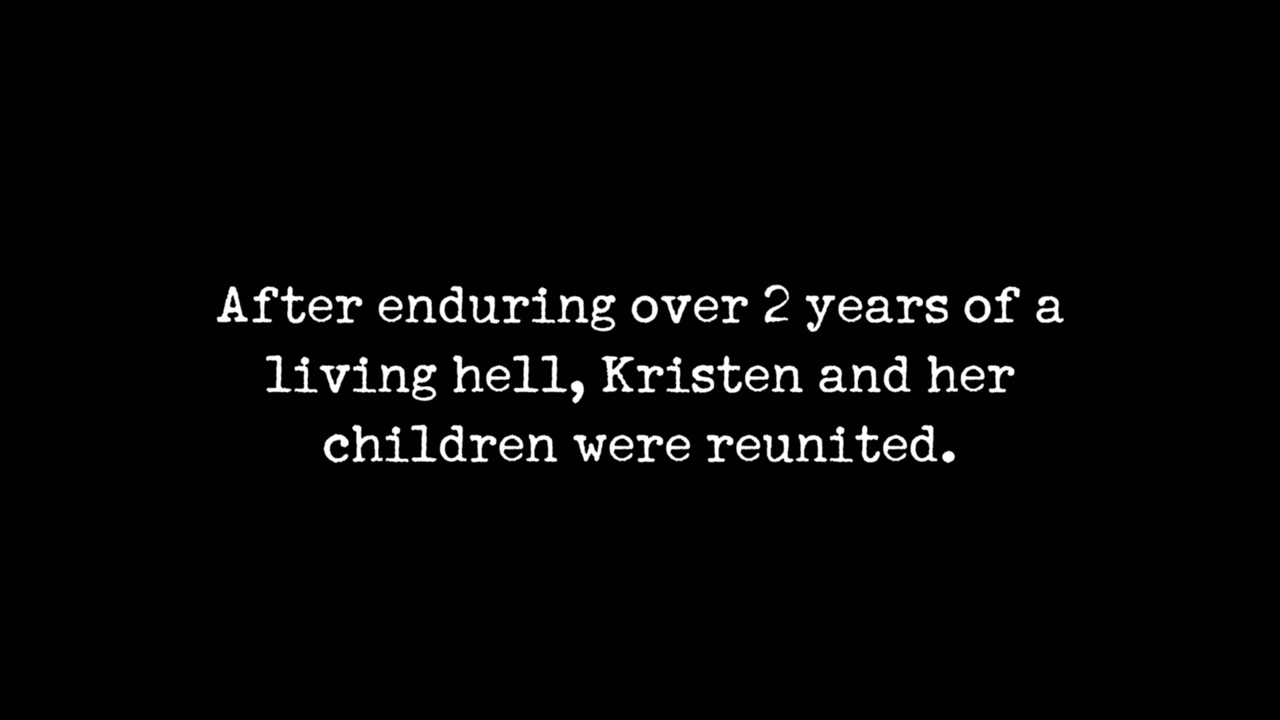 After enduring over 2 years of a
living hell, Kristen and her
children were reunited.